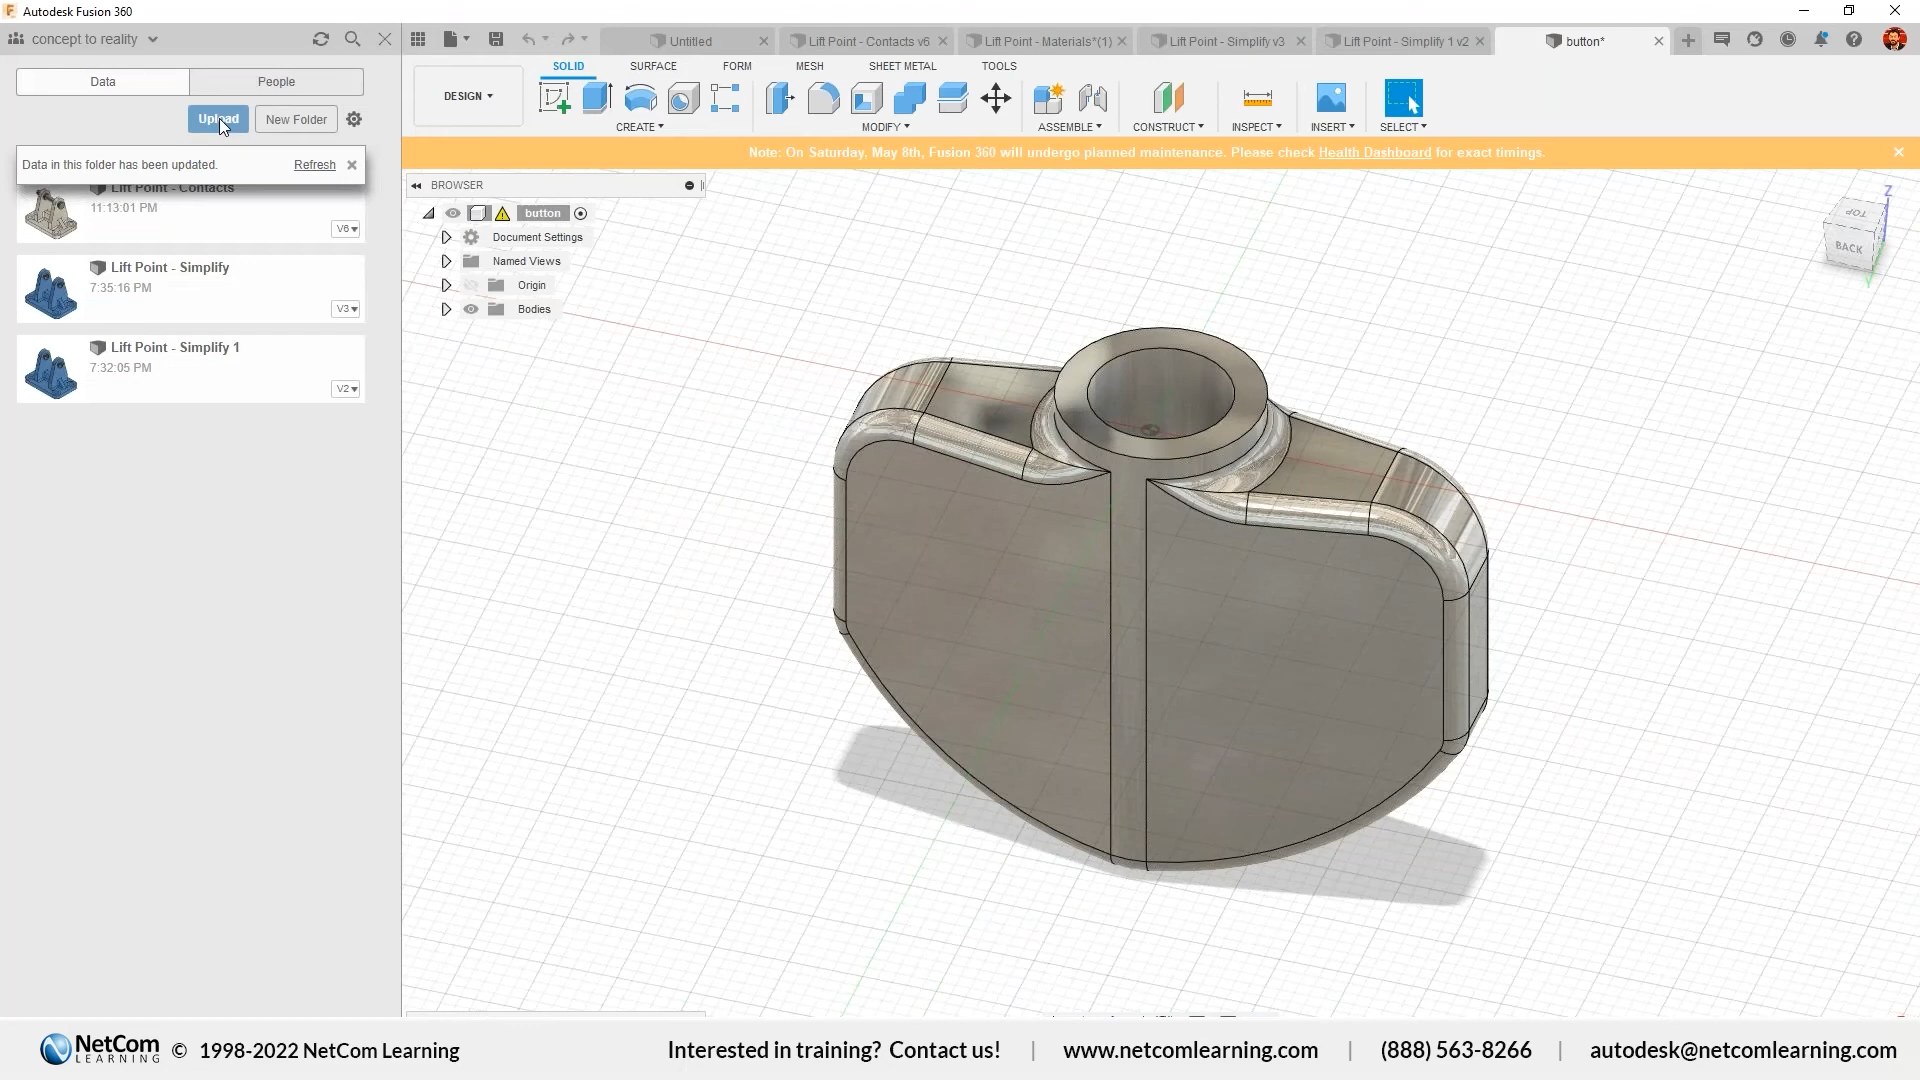 Autodesk Fusion 360
concept to reality
Untitled
Lift Point - Contacts v6
Lift Point - Materials*(1)
Lift Point - Simplify v3
Lift Point - Simplify 1 v2
button*
Data
People
SOLID
SURFACE
FORM
MESH
SHEET METAL
TOOLS
DESIGN
Upload
New Folder
CREATE
MODIFY
ASSEMBLE
CONSTRUCT
INSPECT
INSERT
SELECT
Note: On Saturday, May 8th, Fusion 360 will undergo planned maintenance. Please check Health Dashboard for exact timings.
Data in this folder has been updated.
Refresh
Lift Point - Contacts
11:13:01 PM
V6
Lift Point - Simplify
7:35:16 PM
V3
Lift Point - Simplify 1
7:32:05 PM
V2
BROWSER
button
Document Settings
Named Views
Origin
Bodies
Z
TOP
BACK
NetCom
LEARNING
© 1998-2022 NetCom Learning
Interested in training? Contact us! | www.netcomlearning.com | (888) 563-8266 | autodesk@netcomlearning.com